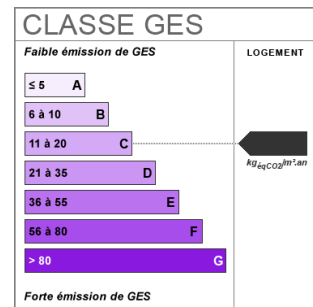 CLASSE GES
Faible émission de GES
LOGEMENT
≤ 5 A
6 à 10 B
11 à 20 C
21 à 35 D
36 à 55 E
56 à 80 F
> 80 G
kgéqCO2/m².an
Forte émission de GES